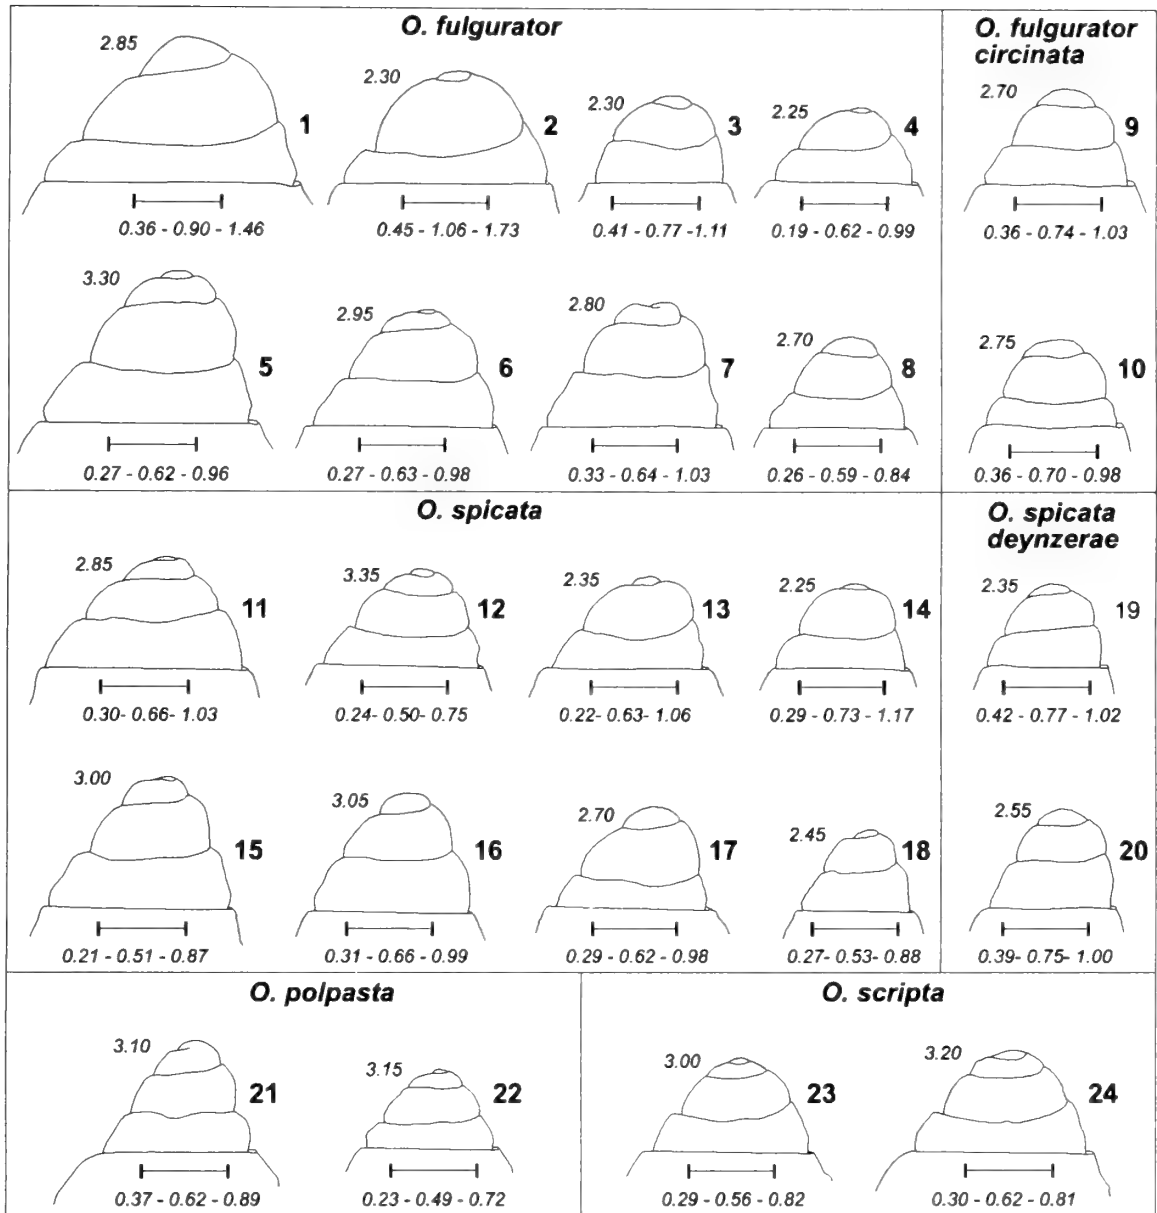 O. fulgurator
O. fulgurator
circinata
2.85
2.30
2.30
2.25
2.70
1
2
3
4
9
0.36 - 0.90 - 1.46
0.45 - 1.06 - 1.73
0.41 - 0.77 -1.11
0.19 - 0.62 - 0.99
0.36 - 0.74 - 1.03
3.30
2.95
2.80
2.70
2.75
5
6
7
8
10
0.27 - 0.62 - 0.96
0.27 - 0.63 - 0.98
0.33 - 0.64 - 1.03
0.26 - 0.59 - 0.84
0.36 - 0.70 - 0.98
O. spicata
O. spicata
deynzerae
2.85
3.35
2.35
2.25
2.35
11
12
13
14
19
0.30- 0.66- 1.03
0.24- 0.50- 0.75
0.22- 0.63- 1.06
0.29 - 0.73 - 1.17
0.42 - 0.77 - 1.02
3.00
3.05
2.70
2.45
2.55
15
16
17
18
20
0.21 - 0.51 - 0.87
0.31 - 0.66 - 0.99
0.29 - 0.62 - 0.98
0.27- 0.53- 0.88
0.39- 0.75- 1.00
O. polpasta
O. scripta
3.10
3.15
3.00
3.20
21
22
23
24
0.37 - 0.62 - 0.89
0.23 - 0.49 - 0.72
0.29 - 0.56 - 0.82
0.30 - 0.62 - 0.81